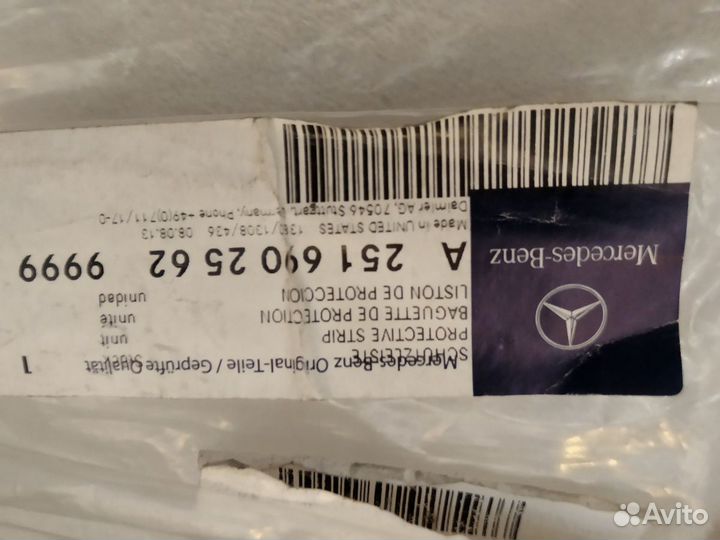 Mercedes-Benz
Mercedes-Benz Original-Teile / Geprüfte Qualität
SCHUTZLEISTE Stück 1
PROTECTIVE STRIP unit
BAGUETTE DE PROTECTION unité
LISTON DE PROTECCION unidad
A 251 690 25 62 9999
Made in UNITED STATES 1308/436 08.08.13
Daimler AG, 70546 Stuttgart, Germany, Phone +49(0)711/17-0
Avito